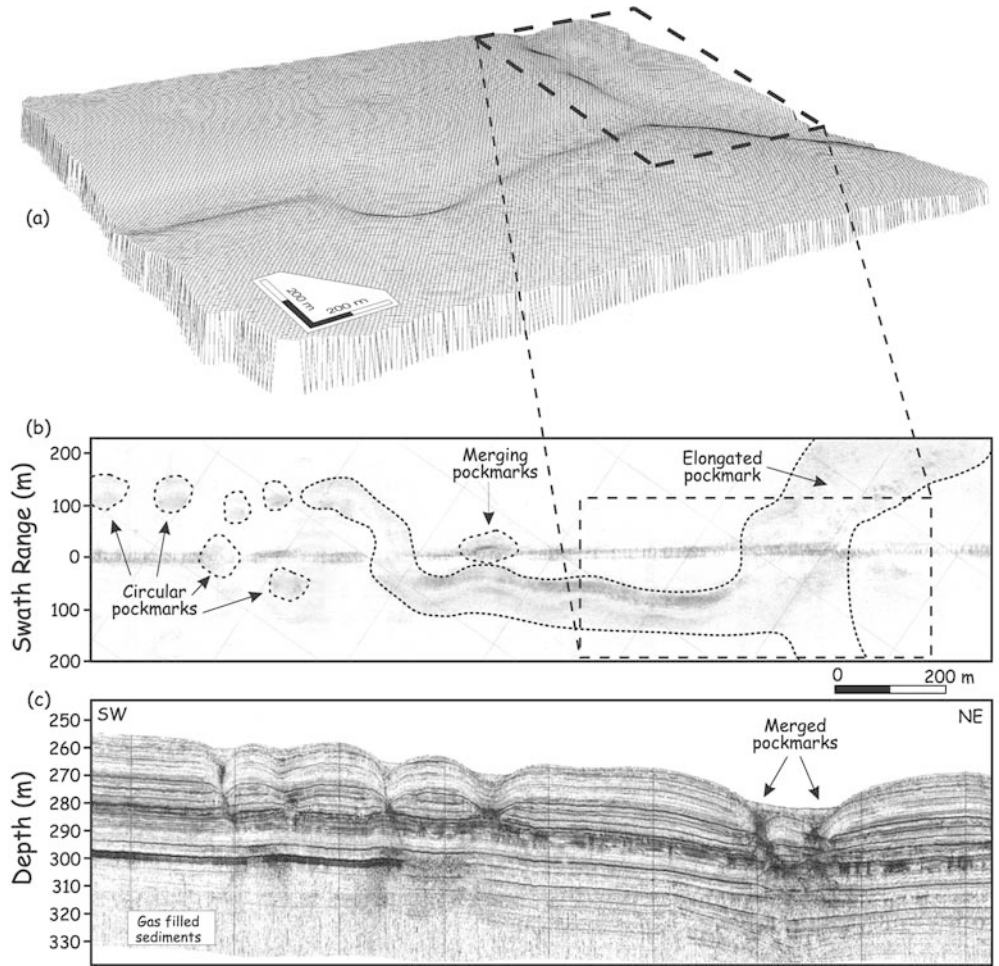 (a)
200 m
200 m
(b)
Swath Range (m)
200
100
0
100
200
Merging
pockmarks
Elongated
pockmark
Circular
pockmarks
0
200 m
(c)
SW
NE
Depth (m)
250
260
270
280
290
300
310
320
330
Merged
pockmarks
Gas filled
sediments